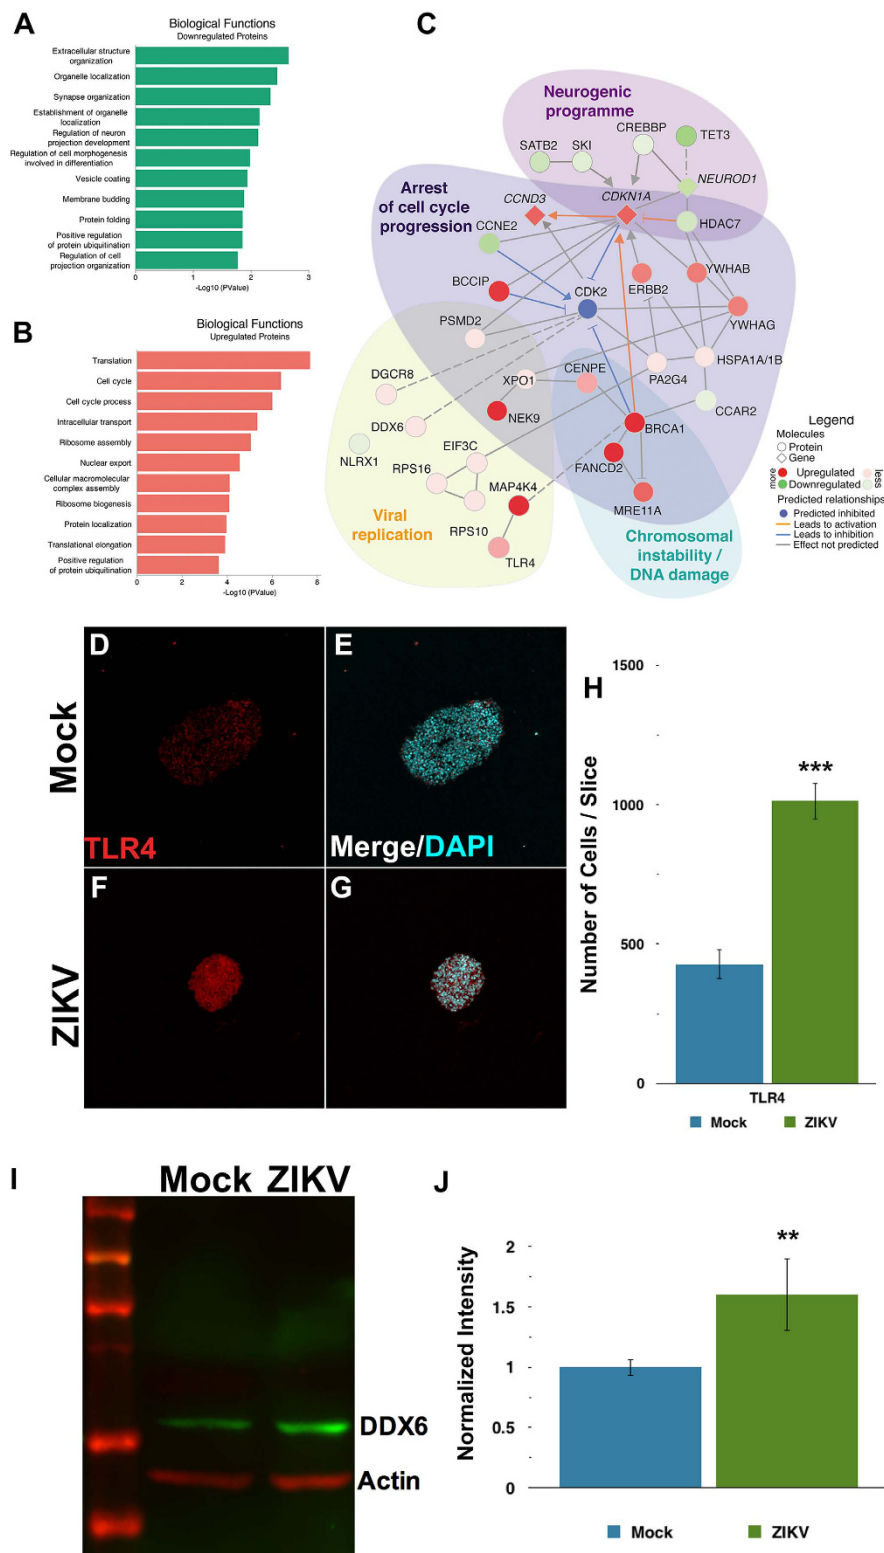 A
Biological Functions
Downregulated Proteins
Extracellular structure
organization
Organelle localization
Synapse organization
Establishment of organelle
localization
Regulation of neuron
projection development
Regulation of cell morphogenesis
involved in differentiation
Vesicle coating
Membrane budding
Protein folding
Positive regulation
of protein ubiquitination
Regulation of cell
projection organization
0 1 2 3
-Log10 (PValue)
B
Biological Functions
Upregulated Proteins
Translation
Cell cycle
Cell cycle process
Intracellular transport
Ribosome assembly
Nuclear export
Cellular macromolecular
complex assembly
Ribosome biogenesis
Protein localization
Translational elongation
Positive regulation
of protein ubiquitination
0 2 4 6 8
-Log10 (PValue)
C
Neurogenic
programme
CREBBP
TET3
SATB2
SKI
NEUROD1
Arrest
of cell cycle
progression
CCND3
CDKN1A
HDAC7
CCNE2
BCCIP
CDK2
ERBB2
YWHAB
YWHAG
PSMD2
HSPA1A/1B
PA2G4
DGCR8
XPO1
CENPE
CCAR2
DDX6
NEK9
BRCA1
NLRX1
EIF3C
FANCD2
RPS16
MAP4K4
MRE11A
RPS10
TLR4
Viral
replication
Chromosomal
instability /
DNA damage
Legend
Molecules
Protein
Gene
more
Upregulated
Downregulated
less
Predicted relationships
Predicted inhibited
Leads to activation
Leads to inhibition
Effect not predicted
Mock
D
TLR4
E
Merge/DAPI
ZIKV
F
G
H
Number of Cells / Slice
1500
1000
500
0
***
TLR4
Mock ZIKV
I
Mock ZIKV
DDX6
Actin
J
Normalized Intensity
2
1.5
1
0.5
0
**
Mock ZIKV